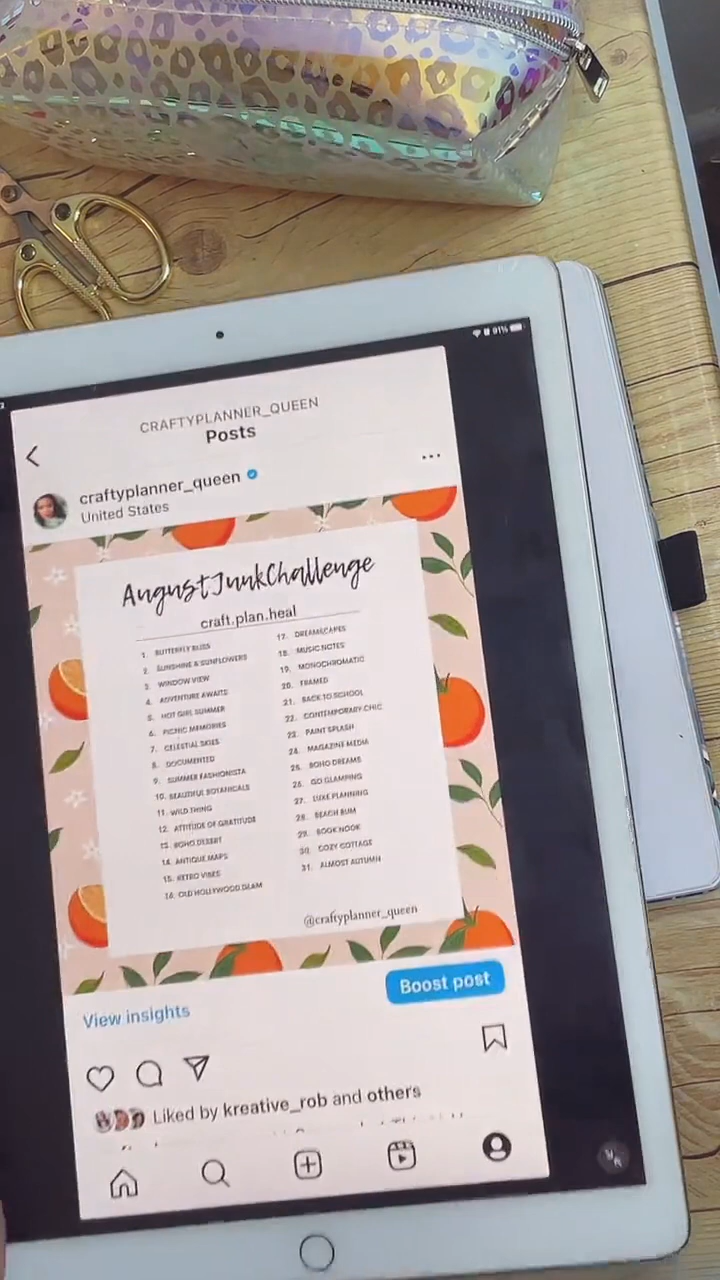 91%
CRAFTYPLANNER_QUEEN
Posts
craftyplanner_queen
United States
AugustJunkChallenge
craft.plan.heal
1. BUTTERFLY BLISS
2. SUNSHINE & SUNFLOWERS
3. WINDOW VIEW
4. ADVENTURE AWAITS
5. HOT GIRL SUMMER
6. PICNIC MEMORIES
7. CELESTIAL SKIES
8. DOCUMENTED
9. SUMMER FASHIONISTA
10. BEAUTIFUL BOTANICALS
11. WILD THING
12. ATTITUDE OF GRATITUDE
13. BOHO DESERT
14. ANTIQUE MAPS
15. RETRO VIBES
16. OLD HOLLYWOOD GLAM
17. DREAMSCAPES
18. MUSIC NOTES
19. MONOCHROMATIC
20. FRAMED
21. BACK TO SCHOOL
22. CONTEMPORARY CHIC
23. PAINT SPLASH
24. MAGAZINE MEDIA
25. BOHO DREAMS
26. GO GLAMPING
27. LUXE PLANNING
28. BEACH BUM
29. BOOK NOOK
30. COZY COTTAGE
31. ALMOST AUTUMN
@craftyplanner_queen
View insights
Boost post
Liked by kreative_rob and others